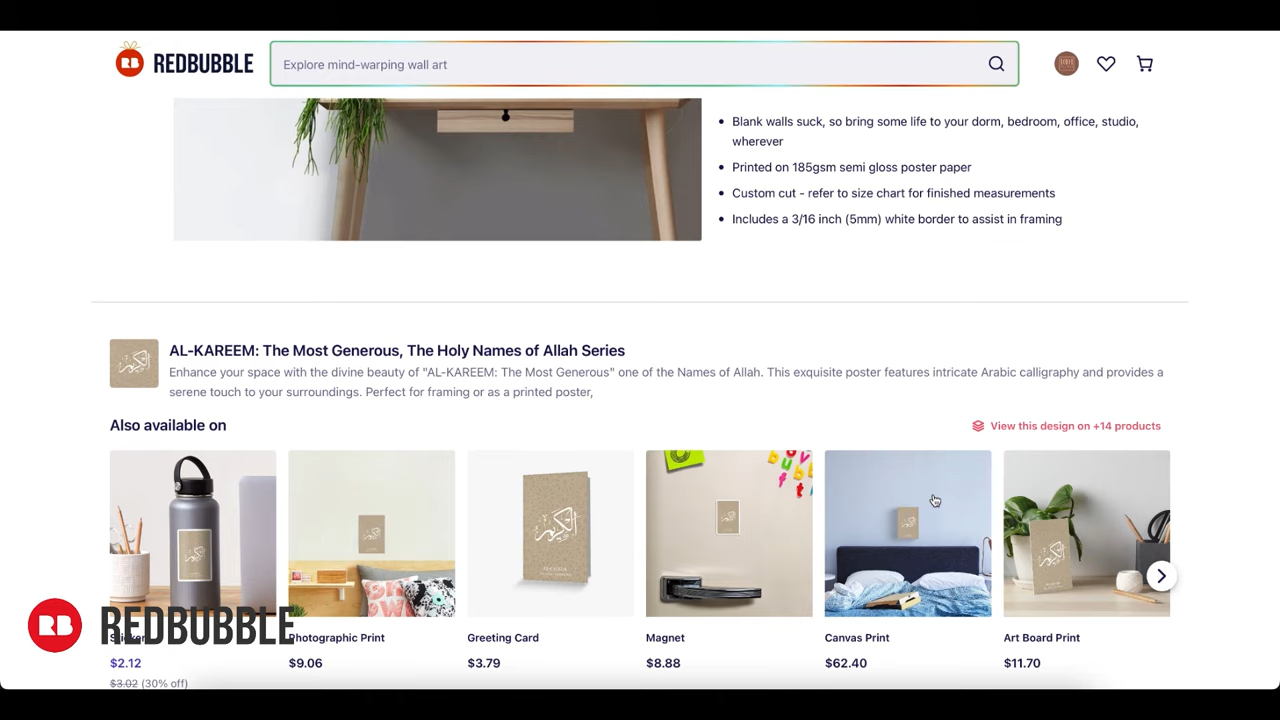 REDBUBBLE
Explore mind-warping wall art
Blank walls suck, so bring some life to your dorm, bedroom, office, studio,
wherever
Printed on 185gsm semi gloss poster paper
Custom cut - refer to size chart for finished measurements
Includes a 3/16 inch (5mm) white border to assist in framing
AL-KAREEM: The Most Generous, The Holy Names of Allah Series
Enhance your space with the divine beauty of "AL-KAREEM: The Most Generous" one of the Names of Allah. This exquisite poster features intricate Arabic calligraphy and provides a
serene touch to your surroundings. Perfect for framing or as a printed poster,
Also available on
View this design on +14 products
الكريم
REDBUBBLE
Photographic Print
Greeting Card
Magnet
Canvas Print
Art Board Print
$2.12
$9.06
$3.79
$8.88
$62.40
$11.70
$3.02 (30% off)